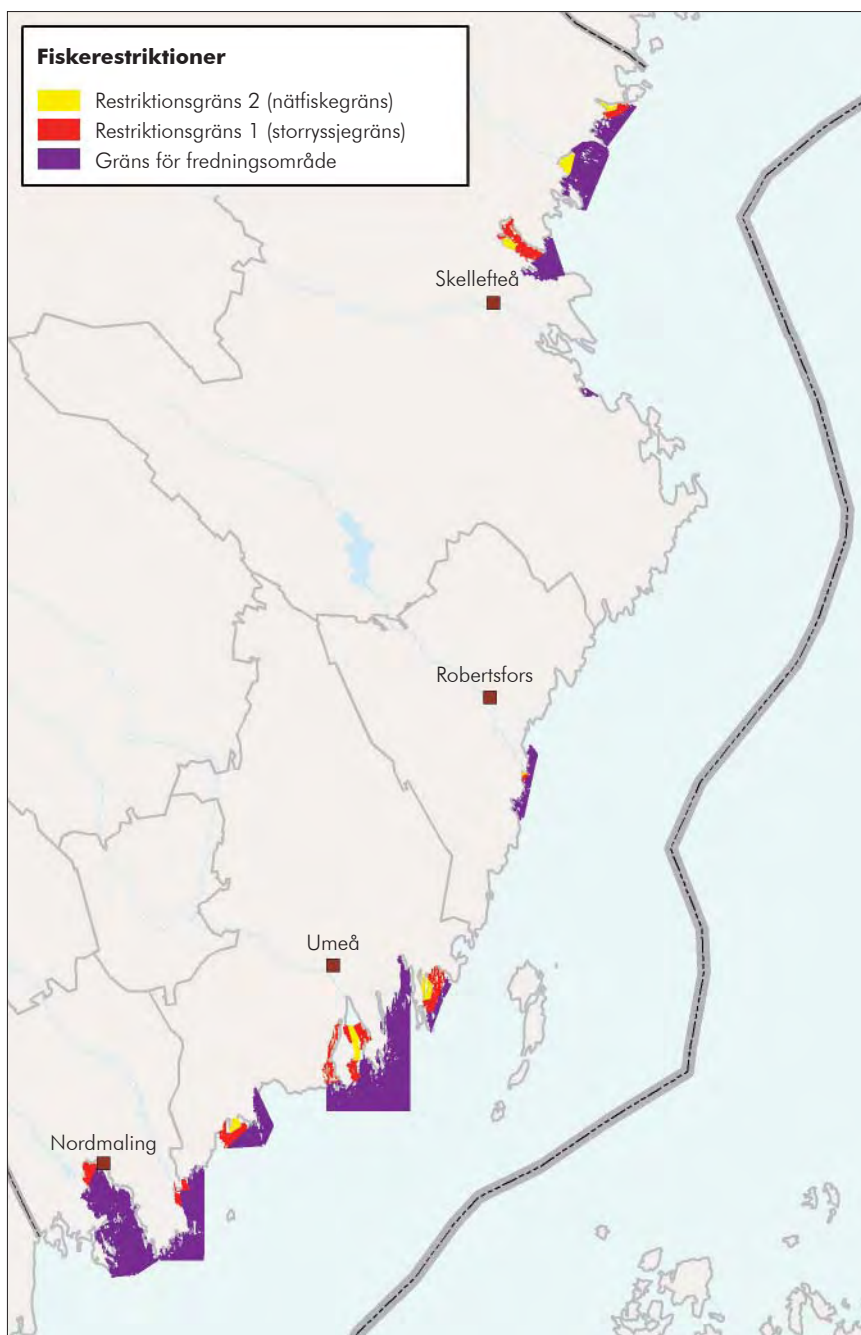 Fiskerestriktioner
Restriktionsgräns 2 (nätfiskegräns)
Restriktionsgräns 1 (storryssjegräns)
Gräns för fredningsområde
Skellefteå
Robertsfors
Umeå
Nordmaling